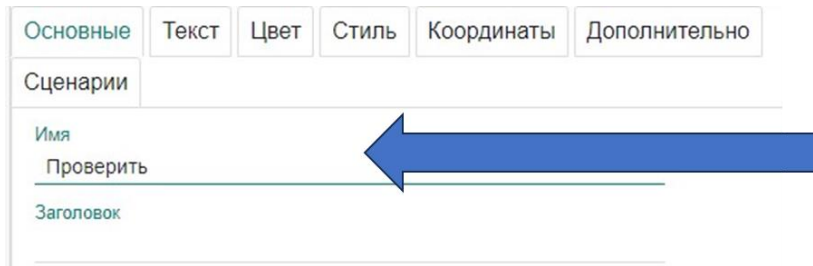 Основные Текст Цвет Стиль Координаты Дополнительно
Сценарии
Имя
Проверить
Заголовок